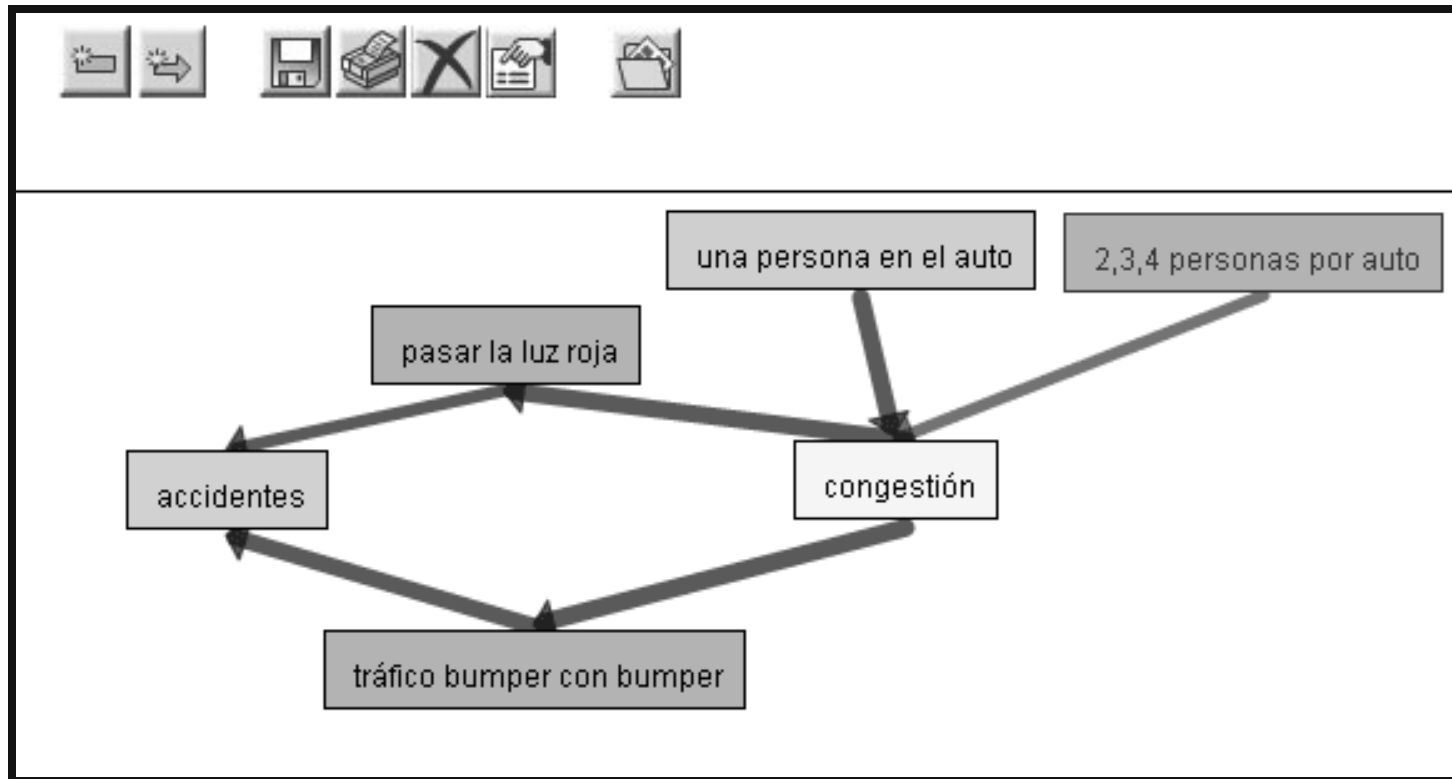 una persona en el auto
2,3,4 personas por auto
pasar la luz roja
accidentes
congestión
tráfico bumper con bumper